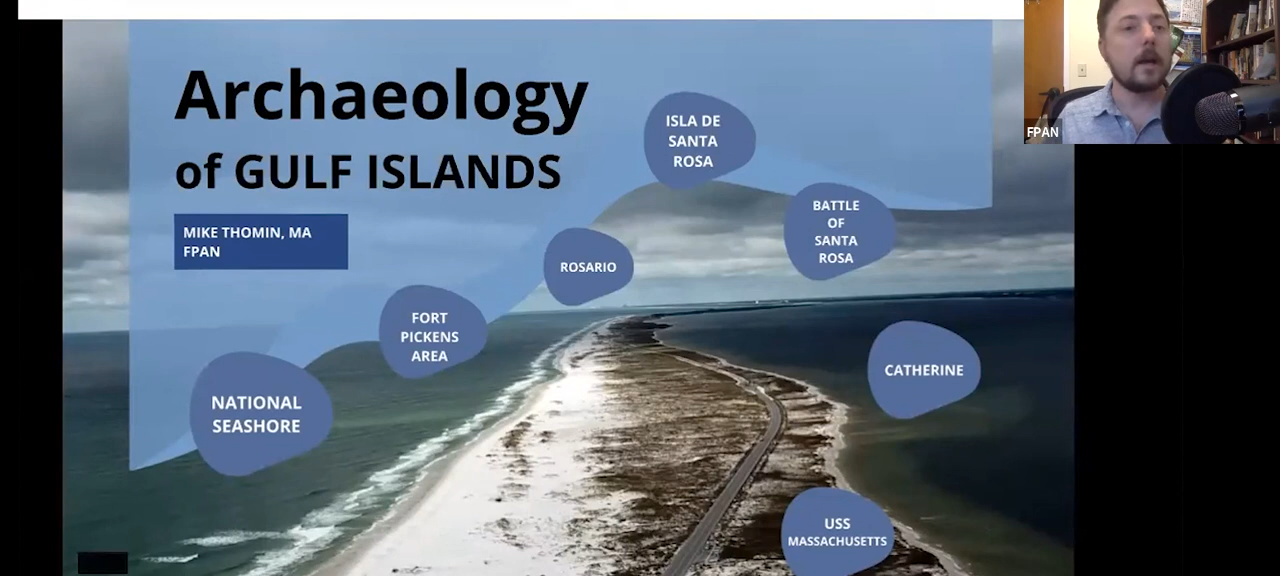 Archaeology
of GULF ISLANDS
MIKE THOMIN, MA
FPAN
NATIONAL
SEASHORE
FORT
PICKENS
AREA
ROSARIO
ISLA DE
SANTA
ROSA
BATTLE
OF
SANTA
ROSA
CATHERINE
USS
MASSACHUSETTS
FPAN